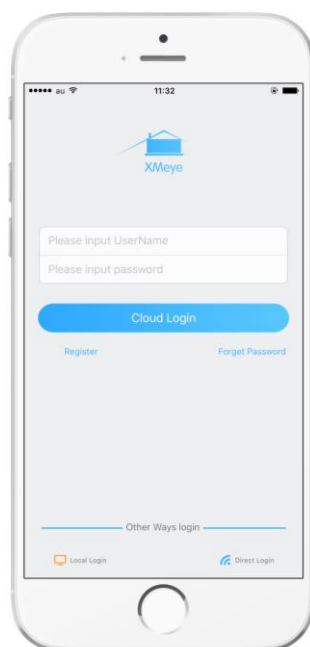 au 11:32
XMeye
Please input UserName
Please input password
Cloud Login
Register Forget Password
Other Ways login
Local Login Direct Login